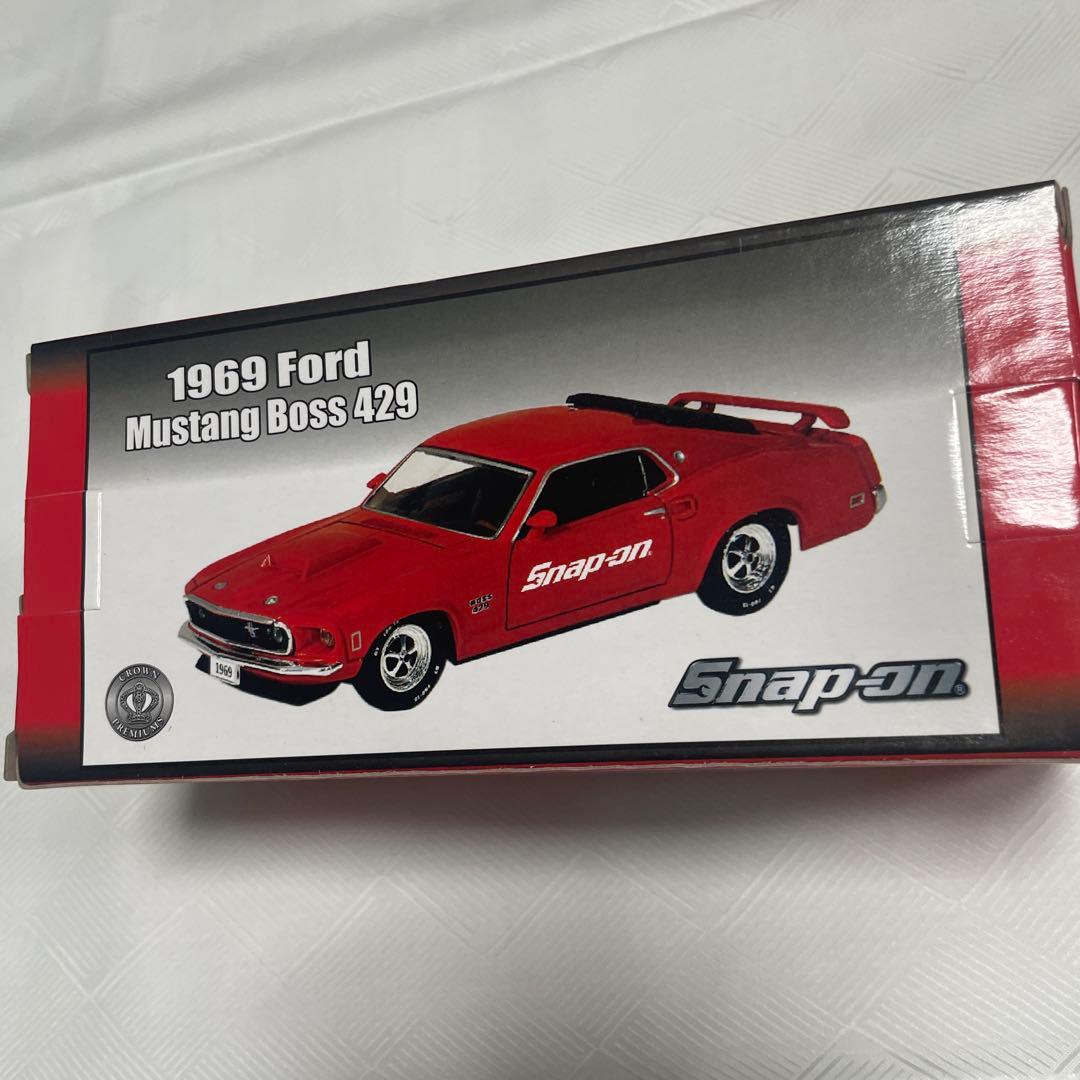 1969 Ford
Mustang Boss 429
Snap-on
BOSS
429
1969
CROWN
PREMIUMS
Snap-on®